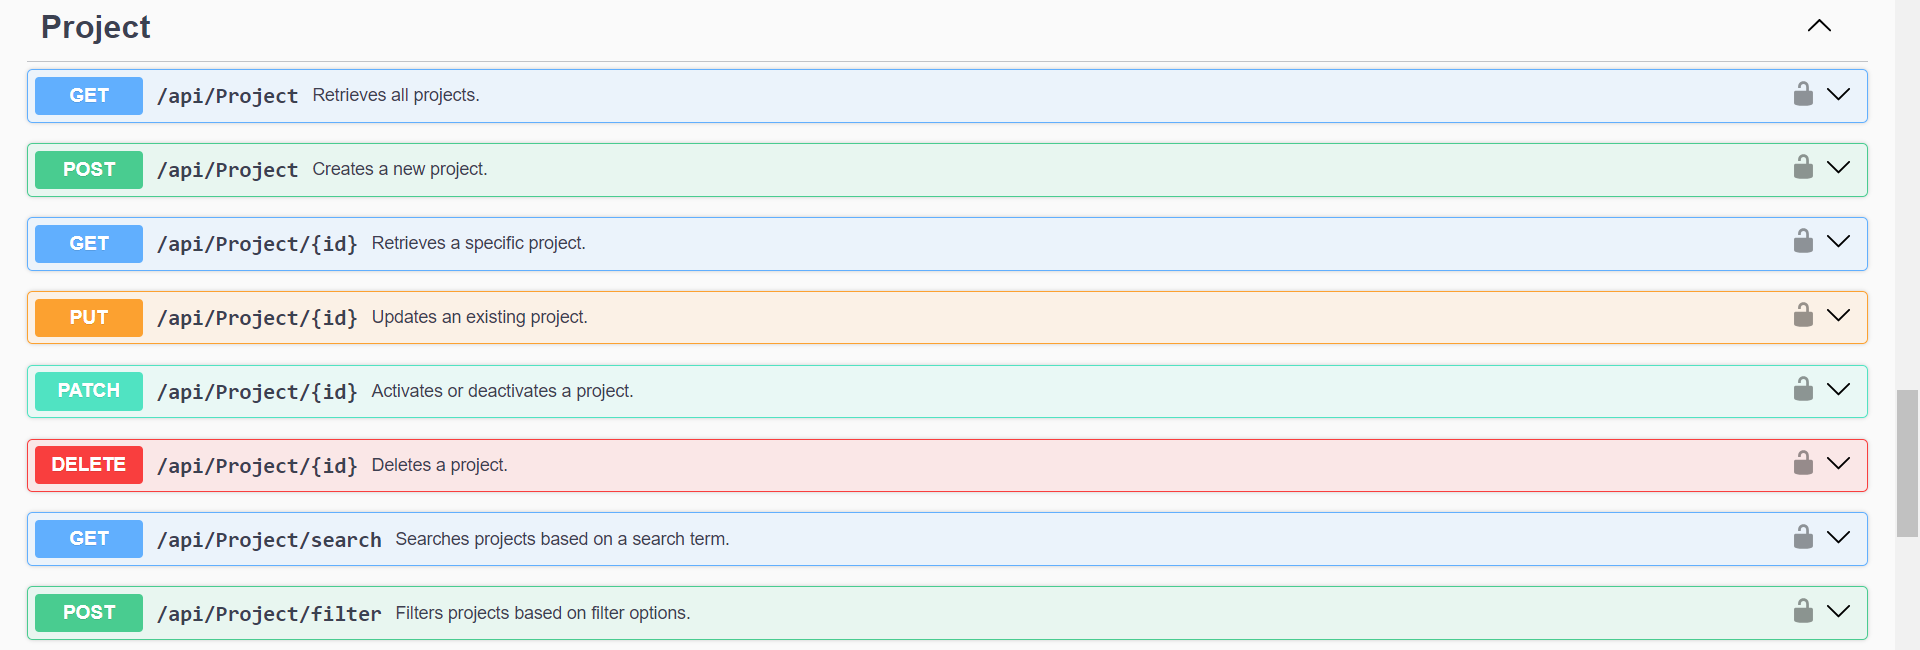 Project
GET /api/Project Retrieves all projects.
POST /api/Project Creates a new project.
GET /api/Project/{id} Retrieves a specific project.
PUT /api/Project/{id} Updates an existing project.
PATCH /api/Project/{id} Activates or deactivates a project.
DELETE /api/Project/{id} Deletes a project.
GET /api/Project/search Searches projects based on a search term.
POST /api/Project/filter Filters projects based on filter options.